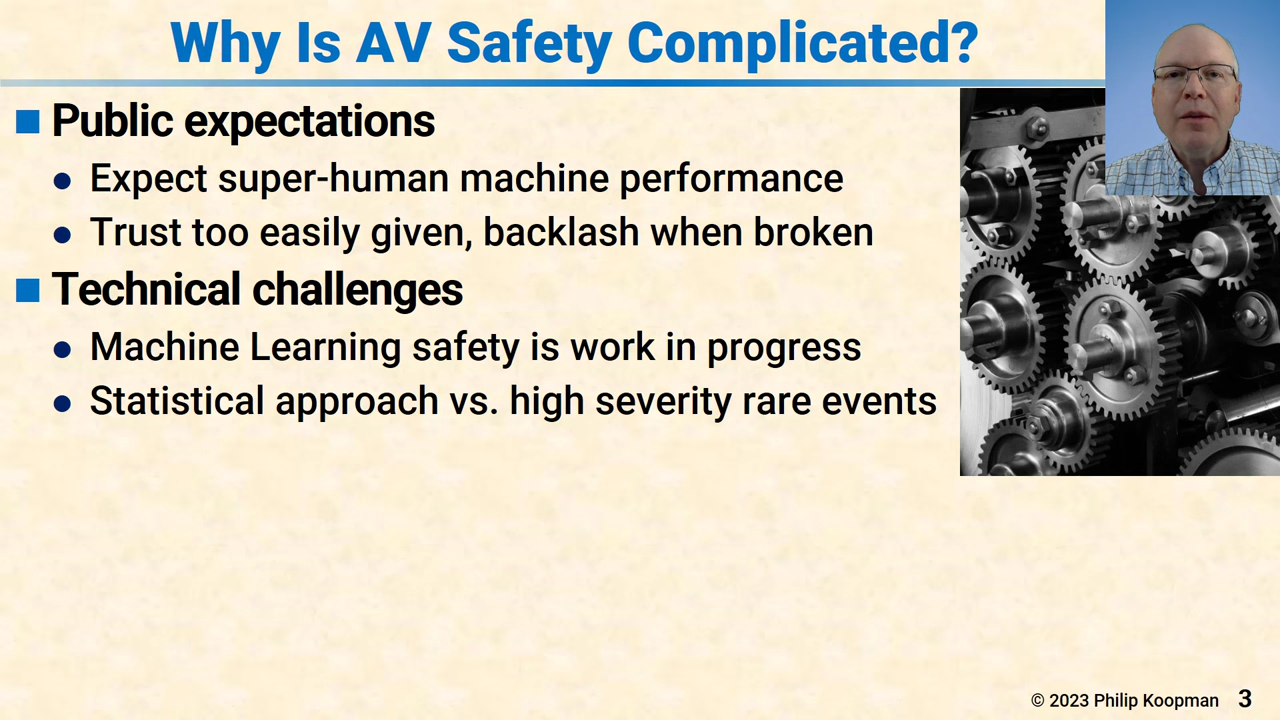 Why Is AV Safety Complicated?
Public expectations
Expect super-human machine performance
Trust too easily given, backlash when broken
Technical challenges
Machine Learning safety is work in progress
Statistical approach vs. high severity rare events
© 2023 Philip Koopman 3